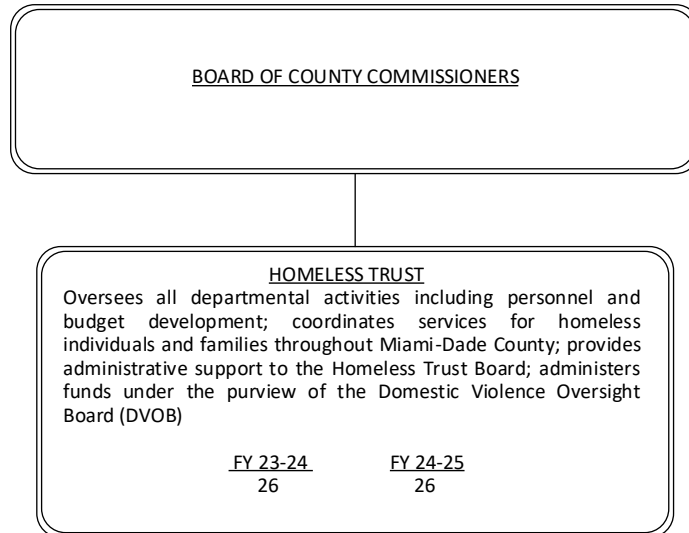 BOARD OF COUNTY COMMISSIONERS
HOMELESS TRUST
Oversees all departmental activities including personnel and
budget development; coordinates services for homeless
individuals and families throughout Miami-Dade County; provides
administrative support to the Homeless Trust Board; administers
funds under the purview of the Domestic Violence Oversight
Board (DVOB)
FY 23-24 FY 24-25
26 26